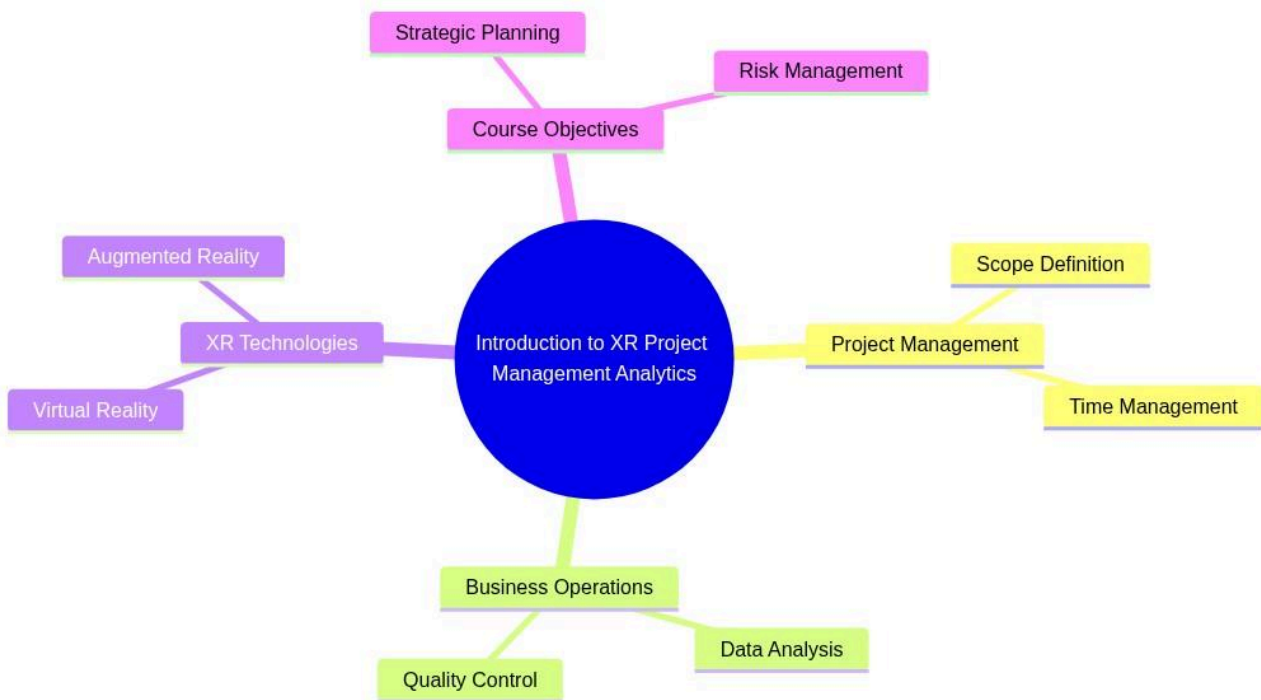 Strategic Planning
Risk Management
Course Objectives
Augmented Reality
XR Technologies
Virtual Reality
Introduction to XR Project
Management Analytics
Scope Definition
Project Management
Time Management
Business Operations
Data Analysis
Quality Control